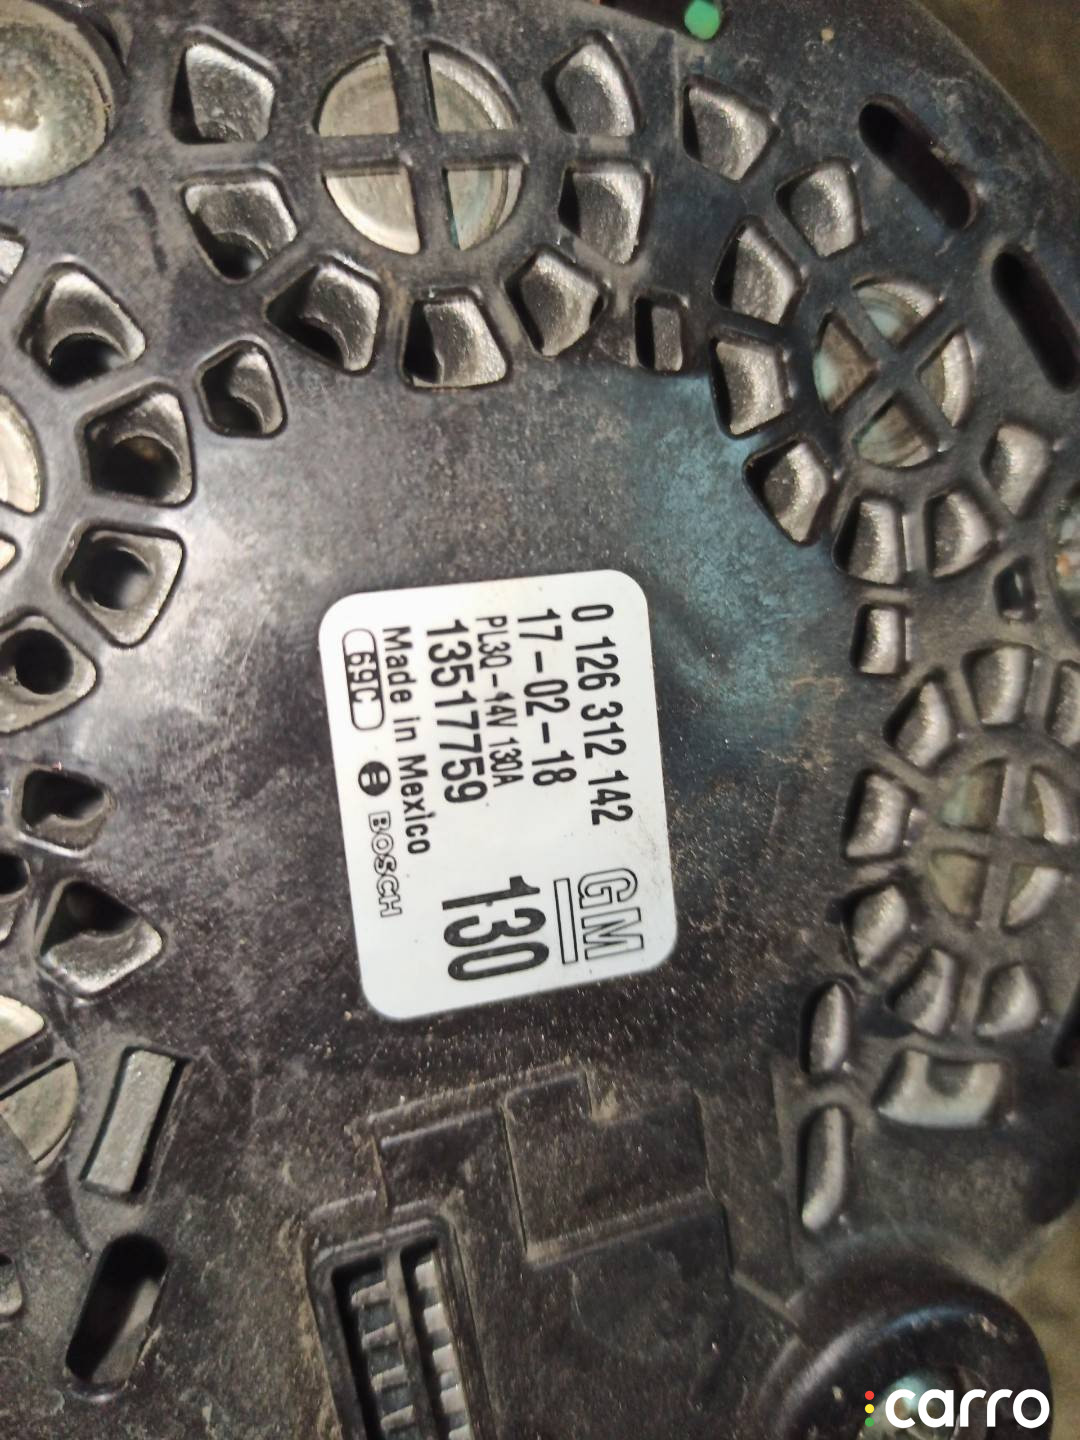 0 126 312 142
17-02-18
PL30-14V 130A
13517759
Made in Mexico
69C BOSCH
GM
130
carro